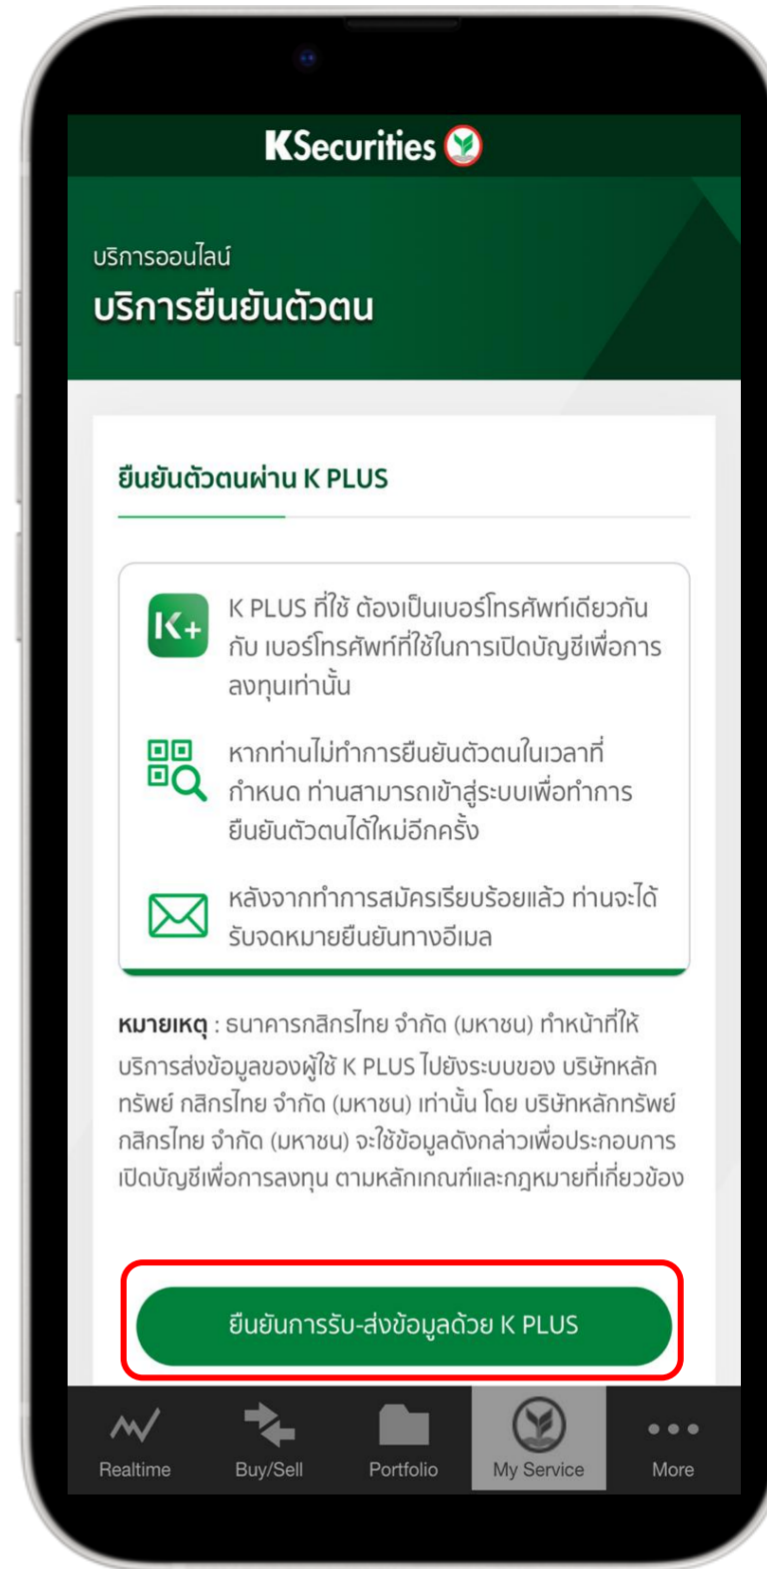 KSecurities
บริการออนไลน์
บริการยืนยันตัวตน
ยืนยันตัวตนผ่าน K PLUS
K+
K PLUS ที่ใช้ ต้องเป็นเบอร์โทรศัพท์เดียวกัน
กับ เบอร์โทรศัพท์ที่ใช้ในการเปิดบัญชีเพื่อการ
ลงทุนเท่านั้น
หากท่านไม่ทำการยืนยันตัวตนในเวลาที่
กำหนด ท่านสามารถเข้าสู่ระบบเพื่อทำการ
ยืนยันตัวตนได้ใหม่อีกครั้ง
หลังจากทำการสมัครเรียบร้อยแล้ว ท่านจะได้
รับจดหมายยืนยันทางอีเมล
หมายเหตุ : ธนาคารกสิกรไทย จำกัด (มหาชน) ทำหน้าที่ให้
บริการส่งข้อมูลของผู้ใช้ K PLUS ไปยังระบบของ บริษัทหลัก
ทรัพย์ กสิกรไทย จำกัด (มหาชน) เท่านั้น โดย บริษัทหลักทรัพย์
กสิกรไทย จำกัด (มหาชน) จะใช้ข้อมูลดังกล่าวเพื่อประกอบการ
เปิดบัญชีเพื่อการลงทุน ตามหลักเกณฑ์และกฎหมายที่เกี่ยวข้อง
ยืนยันการรับ-ส่งข้อมูลด้วย K PLUS
Realtime
Buy/Sell
Portfolio
My Service
More